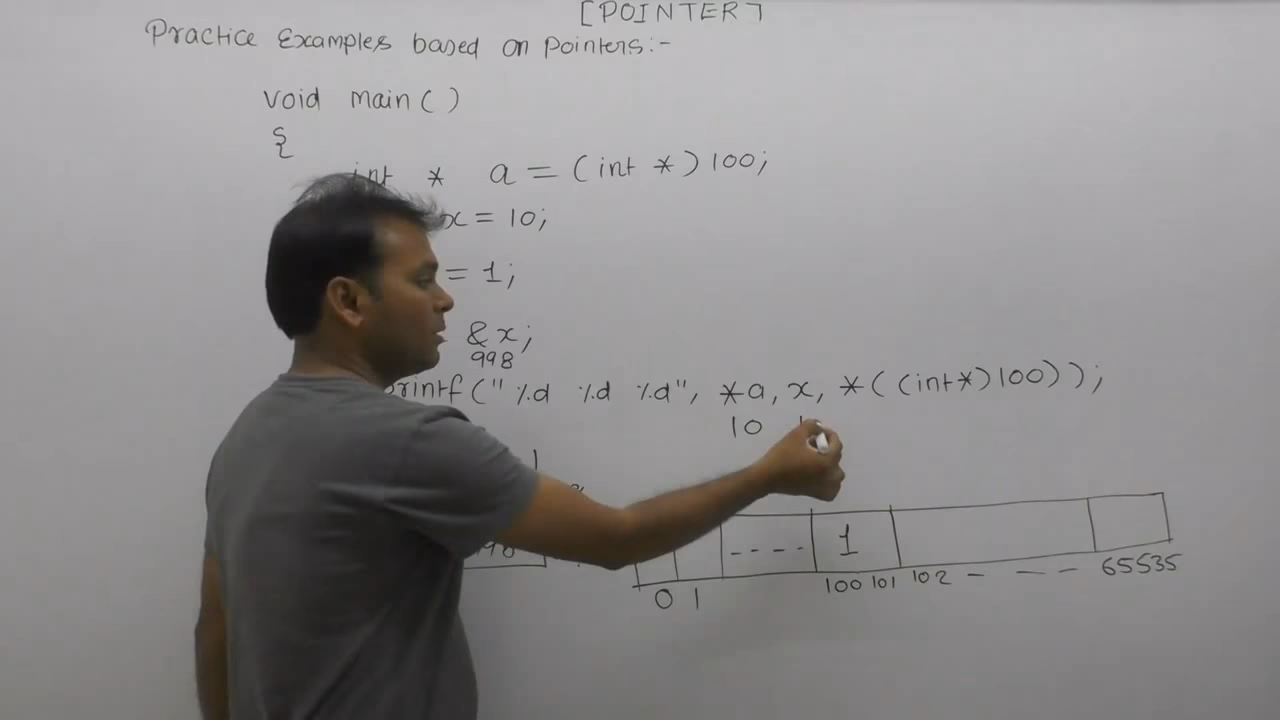 [POINTER]
Practice Examples based on pointers:-
void main()
{
int * a = (int *) 100;
x = 10;
= 1;
&x;
998
printf("%d %d %d", *a, x, *((int*)100));
10 1
---- 1
0 1 100 101 102 - - - 65535